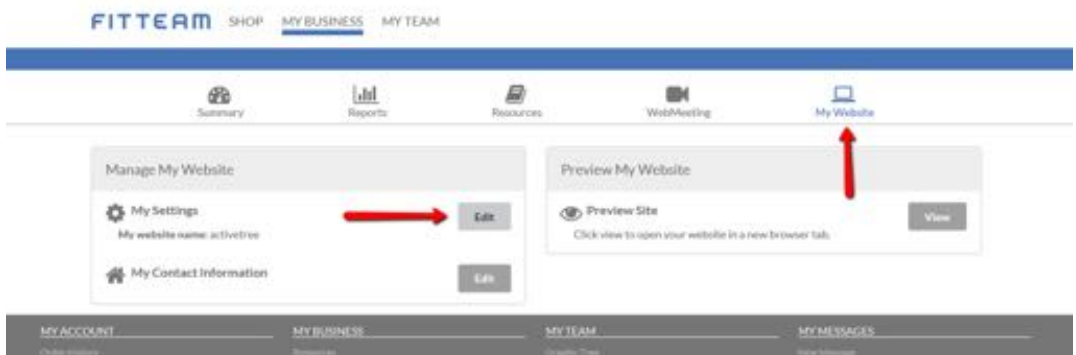 FITTEAM SHOP MY BUSINESS MY TEAM
Summary Reports Resources WebMeeting My Website
Manage My Website
My Settings
Edit
My website name: activetree
My Contact Information
Edit
Preview My Website
Preview Site
View
Click view to open your website in a new browser tab.
MY ACCOUNT MY BUSINESS MY TEAM MY MESSAGES